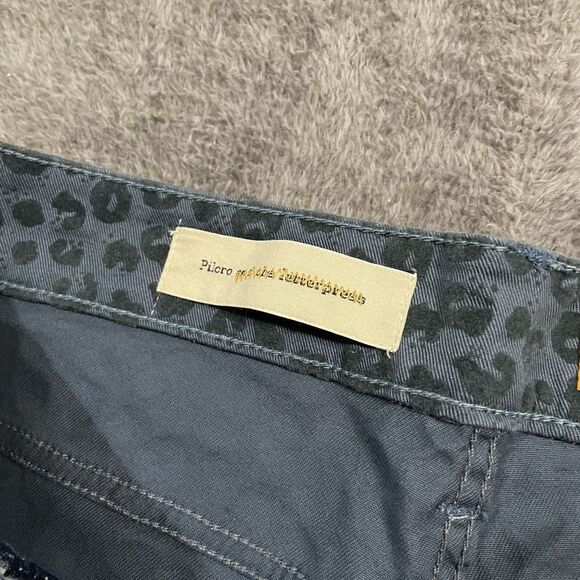 Pilcro and the letterpress